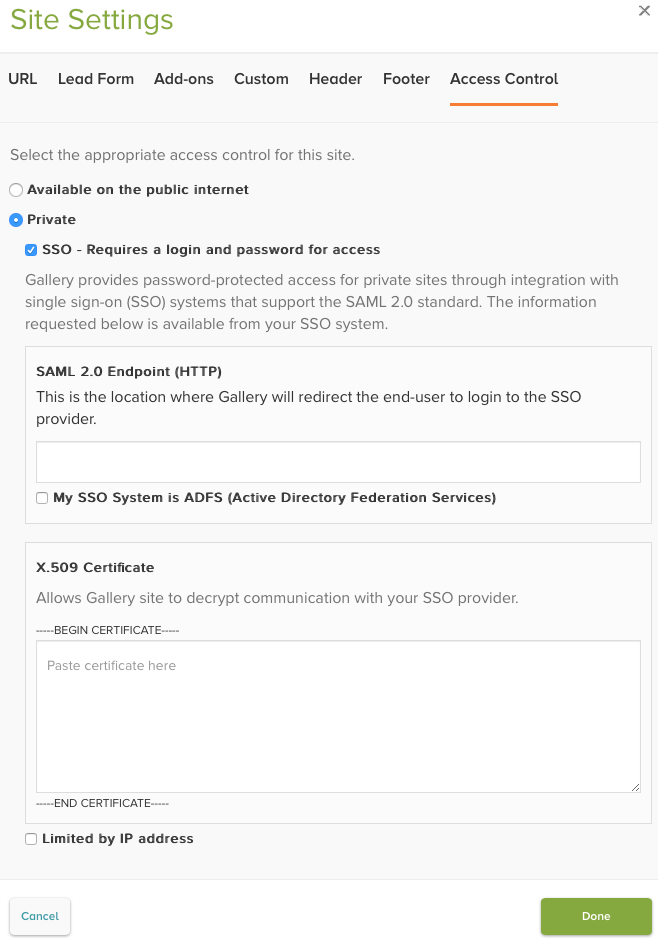 Site Settings
URL Lead Form Add-ons Custom Header Footer Access Control
Select the appropriate access control for this site.
Available on the public internet
Private
SSO - Requires a login and password for access
Gallery provides password-protected access for private sites through integration with
single sign-on (SSO) systems that support the SAML 2.0 standard. The information
requested below is available from your SSO system.
SAML 2.0 Endpoint (HTTP)
This is the location where Gallery will redirect the end-user to login to the SSO
provider.
My SSO System is ADFS (Active Directory Federation Services)
X.509 Certificate
Allows Gallery site to decrypt communication with your SSO provider.
-----BEGIN CERTIFICATE-----
Paste certificate here
-----END CERTIFICATE-----
Limited by IP address
Cancel Done